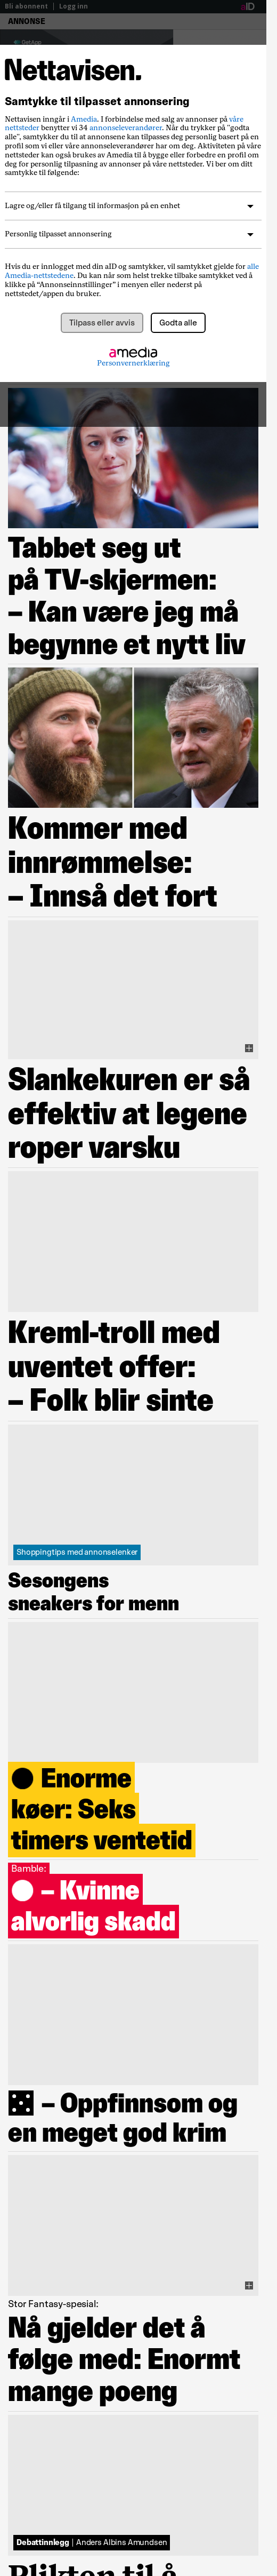 Bli abonnent | Logg inn
aID
ANNONSE
GetApp
Nettavisen.
Samtykke til tilpasset annonsering
Nettavisen inngår i Amedia. I forbindelse med salg av annonser på våre
nettsteder benytter vi 34 annonseleverandører. Når du trykker på "godta
alle", samtykker du til at annonsene kan tilpasses deg personlig basert på en
profil som vi eller våre annonseleverandører har om deg. Aktiviteten på våre
nettsteder kan også brukes av Amedia til å bygge eller forbedre en profil om
deg for personlig tilpasning av annonser på våre nettsteder. Vi ber om ditt
samtykke til følgende:
Lagre og/eller få tilgang til informasjon på en enhet
Personlig tilpasset annonsering
Hvis du er innlogget med din aID og samtykker, vil samtykket gjelde for alle
Amedia-nettstedene. Du kan når som helst trekke tilbake samtykket ved å
klikke på “Annonseinnstillinger” i menyen eller nederst på
nettstedet/appen du bruker.
Tilpass eller avvis
Godta alle
amedia
Personvernerklæring
Tabbet seg ut
på TV-skjermen:
– Kan være jeg må
begynne et nytt liv
Kommer med
innrømmelse:
– Innså det fort
Slankekuren er så
effektiv at legene
roper varsku
Kreml-troll med
uventet offer:
– Folk blir sinte
Shoppingtips med annonselenker
Sesongens
sneakers for menn
Enorme
køer: Seks
timers ventetid
Bamble:
– Kvinne
alvorlig skadd
– Oppfinnsom og
en meget god krim
Stor Fantasy-spesial:
Nå gjelder det å
følge med: Enormt
mange poeng
Debattinnlegg | Anders Albins Amundsen
Plikten til å